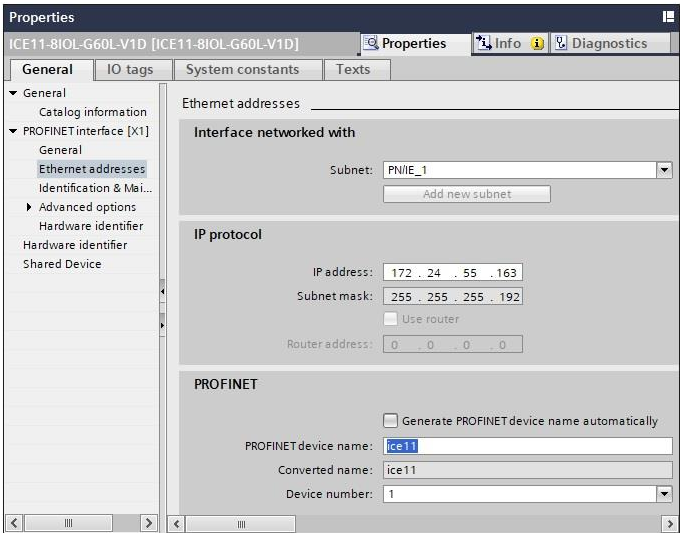 Properties
ICE11-8IOL-G60L-V1D [ICE11-8IOL-G60L-V1D]
Properties
Info
Diagnostics
General
IO tags
System constants
Texts
General
Catalog information
PROFINET interface [X1]
General
Ethernet addresses
Identification & Mai...
Advanced options
Hardware identifier
Hardware identifier
Shared Device
Ethernet addresses
Interface networked with
Subnet: PN/IE_1
Add new subnet
IP protocol
IP address: 172 . 24 . 55 . 163
Subnet mask: 255 . 255 . 255 . 192
Use router
Router address: 0 . 0 . 0 . 0
PROFINET
Generate PROFINET device name automatically
PROFINET device name: ice11
Converted name: ice11
Device number: 1